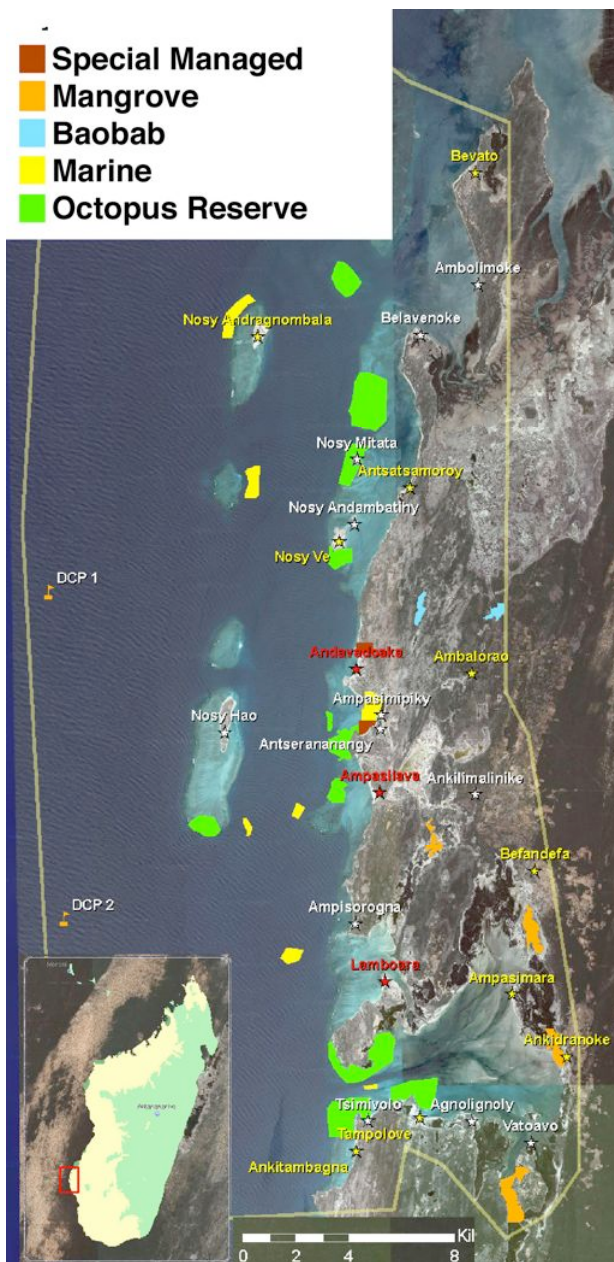 Special Managed
Mangrove
Baobab
Marine
Octopus Reserve
Bevato
Ambolimoke
Nosy Andragnombala
Belavenoke
Nosy Mitata
Antsatsamoroy
Nosy Andambatiny
Nosy Ve
DCP 1
Andavadoaka
Ambalorao
Ampasimipiky
Nosy Hao
Antserananangy
Ampasilava
Ankilimalinike
Befandefa
DCP 2
Ampisorogna
Lamboara
Ampasimara
Ankidranoke
Tsimivolo
Agnolignoly
Tampolove
Vatoavo
Ankitambagna
Kil
0 2 4 8